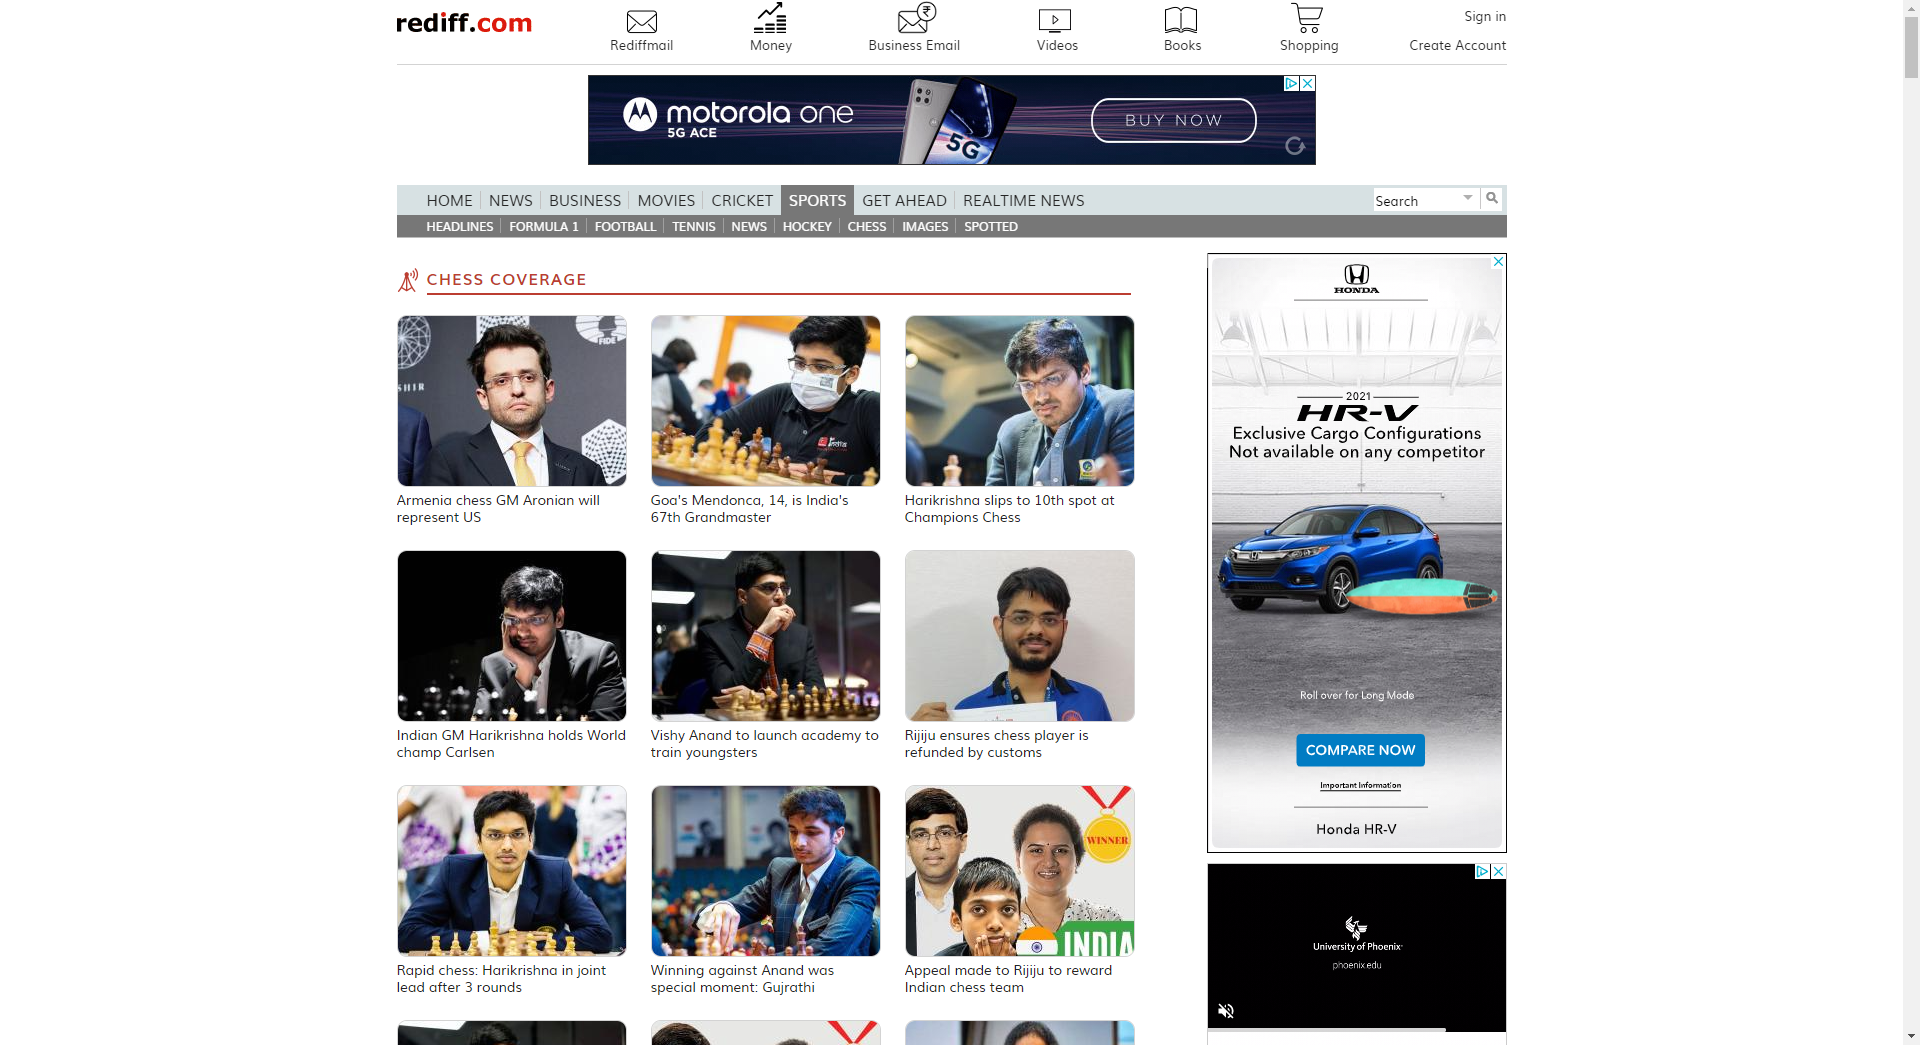 rediff.com
Rediffmail
Money
Business Email
Videos
Books
Shopping
Sign in
Create Account
motorola one
5G ACE
5G
BUY NOW
HOME NEWS BUSINESS MOVIES CRICKET SPORTS GET AHEAD REALTIME NEWS
Search
HEADLINES FORMULA 1 FOOTBALL TENNIS NEWS HOCKEY CHESS IMAGES SPOTTED
CHESS COVERAGE
FIDE
Armenia chess GM Aronian will
represent US
Goa's Mendonca, 14, is India's
67th Grandmaster
Harikrishna slips to 10th spot at
Champions Chess
Indian GM Harikrishna holds World
champ Carlsen
Vishy Anand to launch academy to
train youngsters
Rijiju ensures chess player is
refunded by customs
WINNER
INDIA
Rapid chess: Harikrishna in joint
lead after 3 rounds
Winning against Anand was
special moment: Gujrathi
Appeal made to Rijiju to reward
Indian chess team
HONDA
2021
HR-V
Exclusive Cargo Configurations
Not available on any competitor
Roll over for Long Mode
COMPARE NOW
Important Information
Honda HR-V
University of Phoenix
phoenix.edu